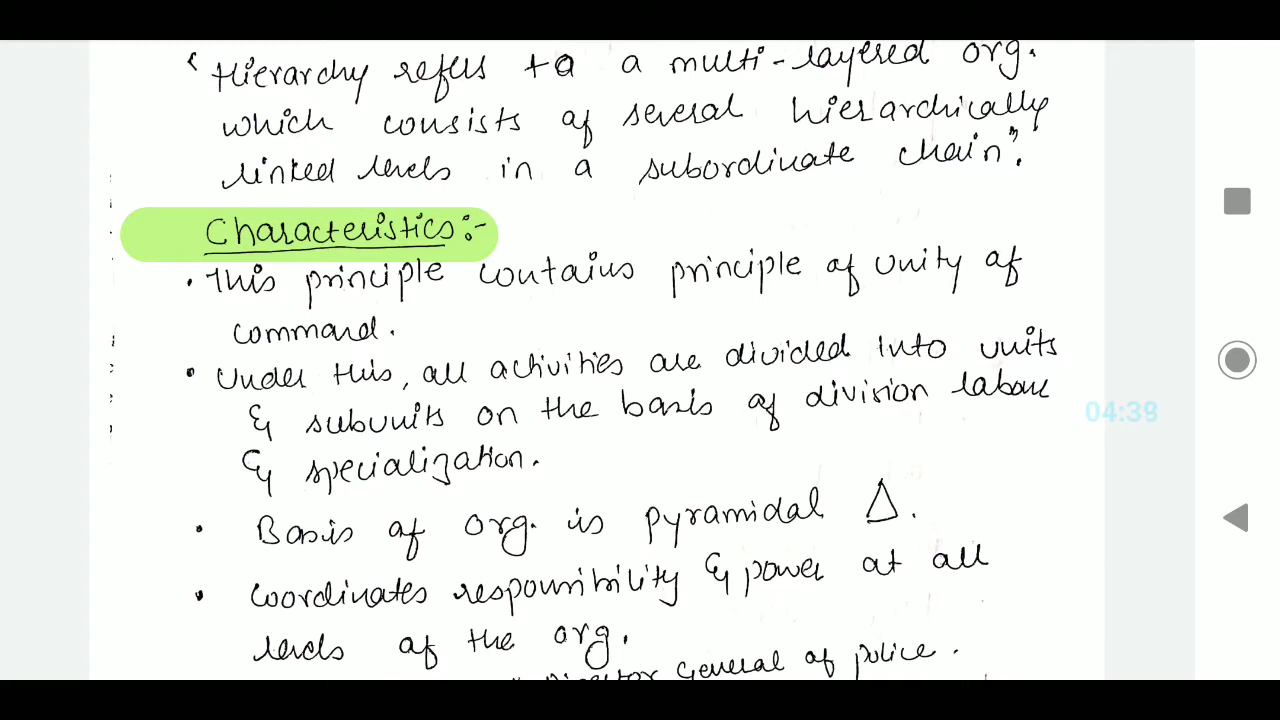 "Hierarchy refers to a multi-layered org.
which consists of several hierarchically
linked levels in a subordinate chain".
Characteristics:-
• This principle contains principle of unity of
command.
• Under this, all activities are divided into units
& subunits on the basis of division labour
& specialization.
• Basis of org. is pyramidal Δ.
• Coordinates responsibility & power at all
levels of the org.
Director General of police.
04:38